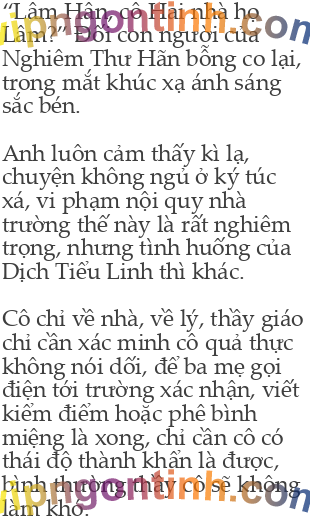 “Lâm Hân, cô Hân nhà họ
Lâm?” Đôi con ngươi của
Nghiêm Thư Hãn bỗng co lại,
trong mắt khúc xạ ánh sáng
sắc bén.
Anh luôn cảm thấy kì lạ,
chuyện không ngủ ở ký túc
xá, vi phạm nội quy nhà
trường thế này là rất nghiêm
trọng, nhưng tình huống của
Dịch Tiểu Linh thì khác.
Cô chỉ về nhà, về lý, thầy giáo
chỉ cần xác minh cô quả thực
không nói dối, để ba mẹ gọi
điện tới trường xác nhận, viết
kiểm điểm hoặc phê bình
miệng là xong, chỉ cần cô có
thái độ thành khẩn là được,
bình thường thầy cô sẽ không
làm khó.
vipngontinh.com
vipngontinh.com